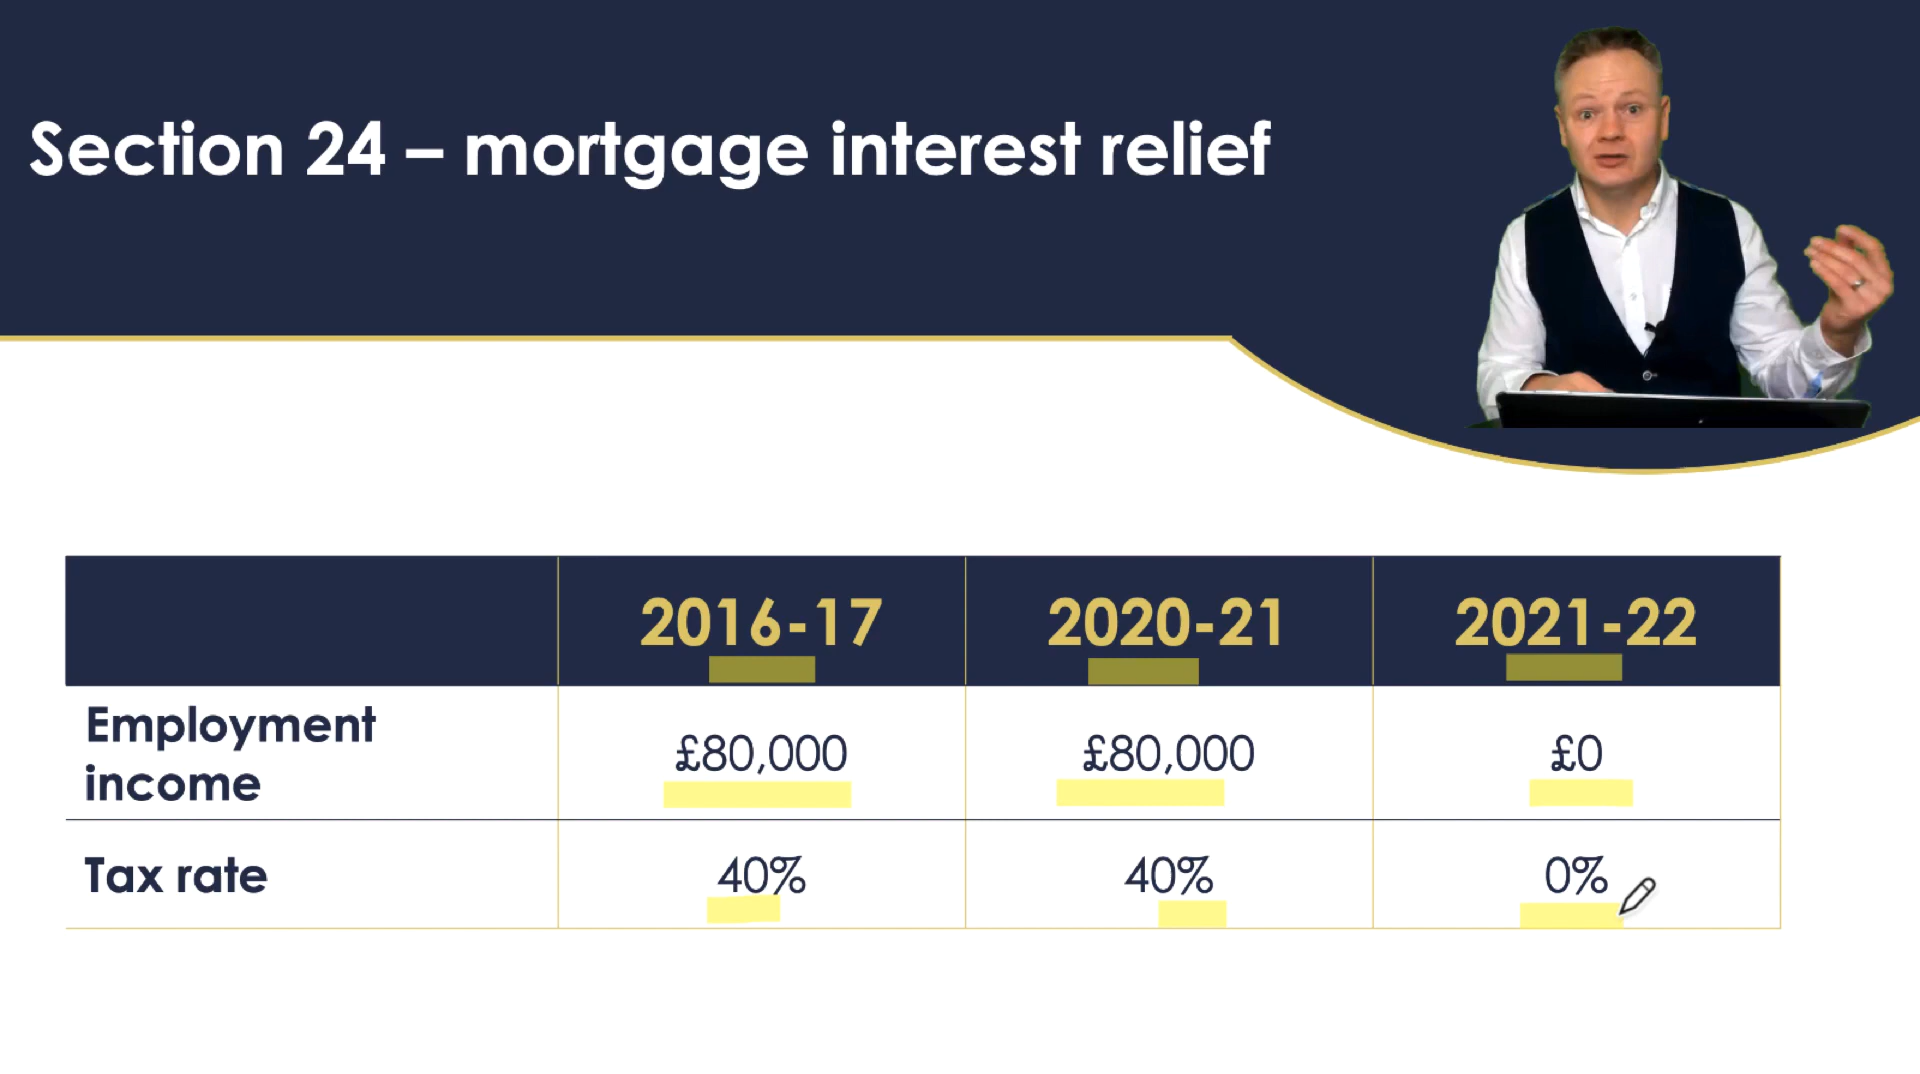 Section 24 – mortgage interest relief
2016-17 2020-21 2021-22
Employment
income £80,000 £80,000 £0
Tax rate 40% 40% 0%